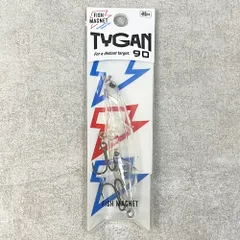 FISH
MAGNET
TYGAN
For a distant target.
90
FISH MAGNET